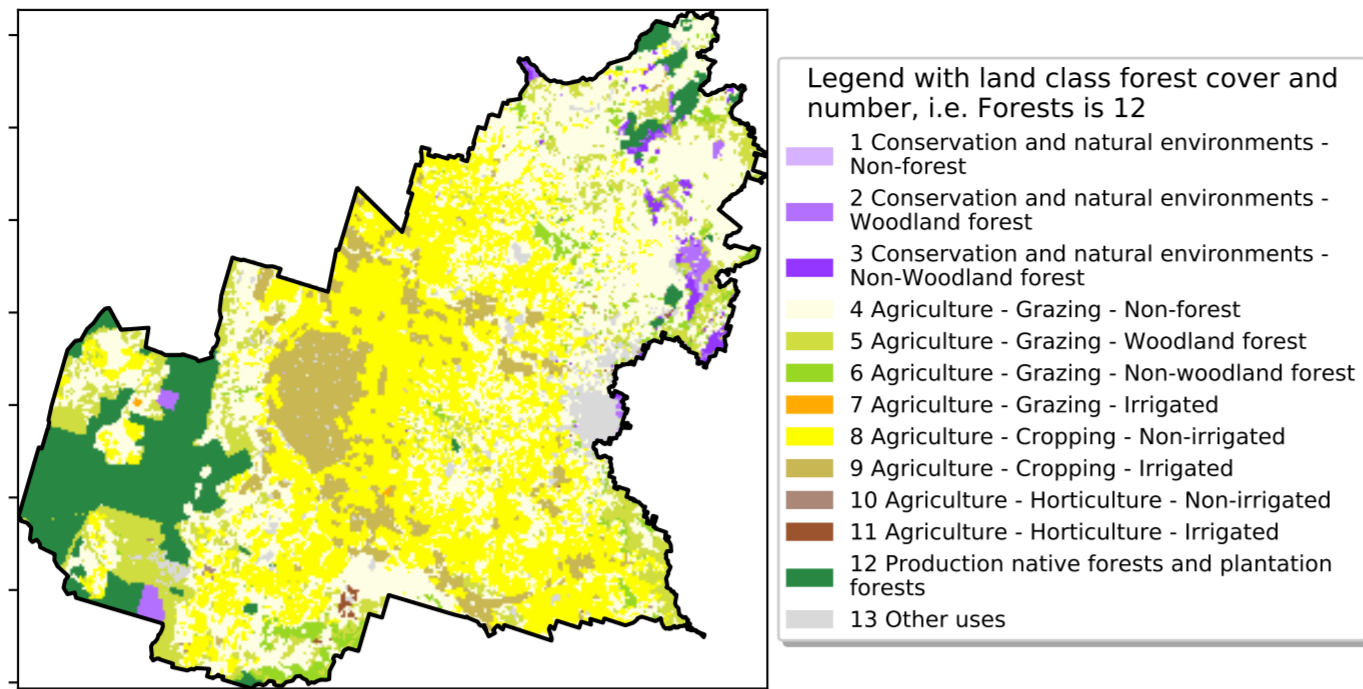 Legend with land class forest cover and
number, i.e. Forests is 12
1 Conservation and natural environments -
Non-forest
2 Conservation and natural environments -
Woodland forest
3 Conservation and natural environments -
Non-Woodland forest
4 Agriculture - Grazing - Non-forest
5 Agriculture - Grazing - Woodland forest
6 Agriculture - Grazing - Non-woodland forest
7 Agriculture - Grazing - Irrigated
8 Agriculture - Cropping - Non-irrigated
9 Agriculture - Cropping - Irrigated
10 Agriculture - Horticulture - Non-irrigated
11 Agriculture - Horticulture - Irrigated
12 Production native forests and plantation
forests
13 Other uses